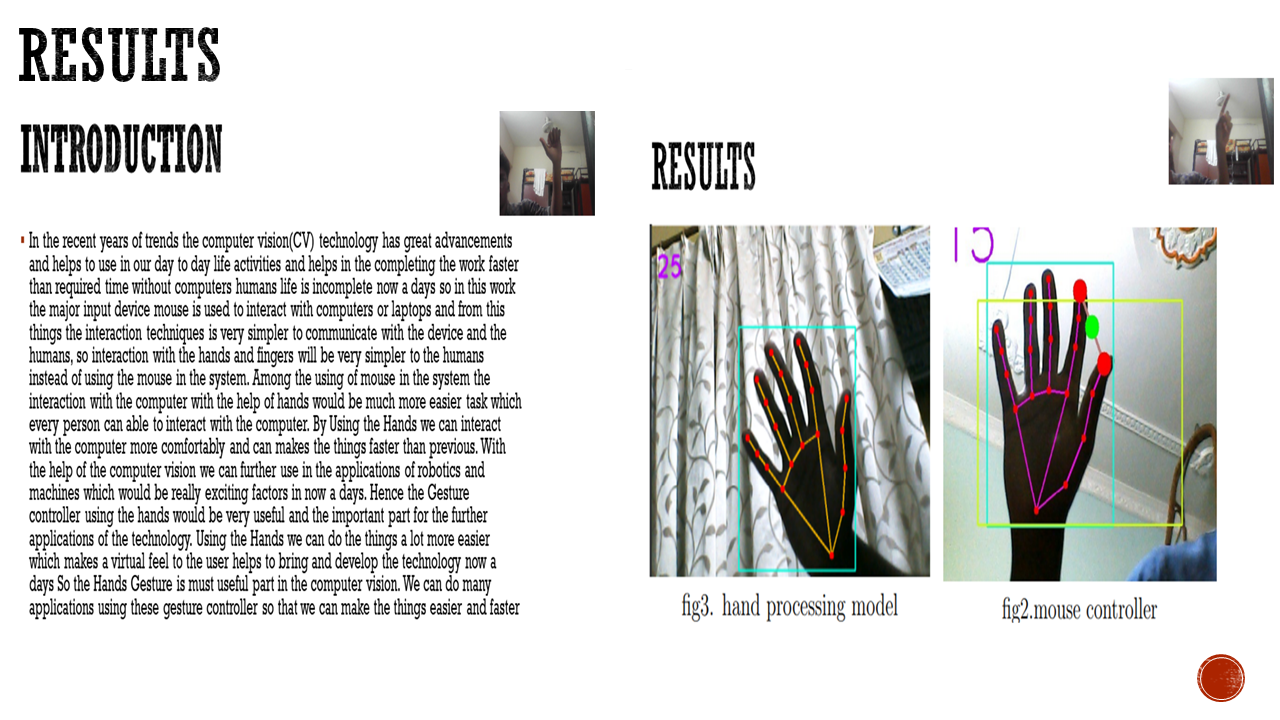 RESULTS
INTRODUCTION
In the recent years of trends the computer vision(CV) technology has great advancements
and helps to use in our day to day life activities and helps in the completing the work faster
than required time without computers humans life is incomplete now a days so in this work
the major input device mouse is used to interact with computers or laptops and from this
things the interaction techniques is very simpler to communicate with the device and the
humans, so interaction with the hands and fingers will be very simpler to the humans
instead of using the mouse in the system. Among the using of mouse in the system the
interaction with the computer with the help of hands would be much more easier task which
every person can able to interact with the computer. By Using the Hands we can interact
with the computer more comfortably and can makes the things faster than previous. With
the help of the computer vision we can further use in the applications of robotics and
machines which would be really exciting factors in now a days. Hence the Gesture
controller using the hands would be very useful and the important part for the further
applications of the technology. Using the Hands we can do the things a lot more easier
which makes a virtual feel to the user helps to bring and develop the technology now a
days So the Hands Gesture is must useful part in the computer vision. We can do many
applications using these gesture controller so that we can make the things easier and faster
RESULTS
25
15
fig3. hand processing model
fig2.mouse controller